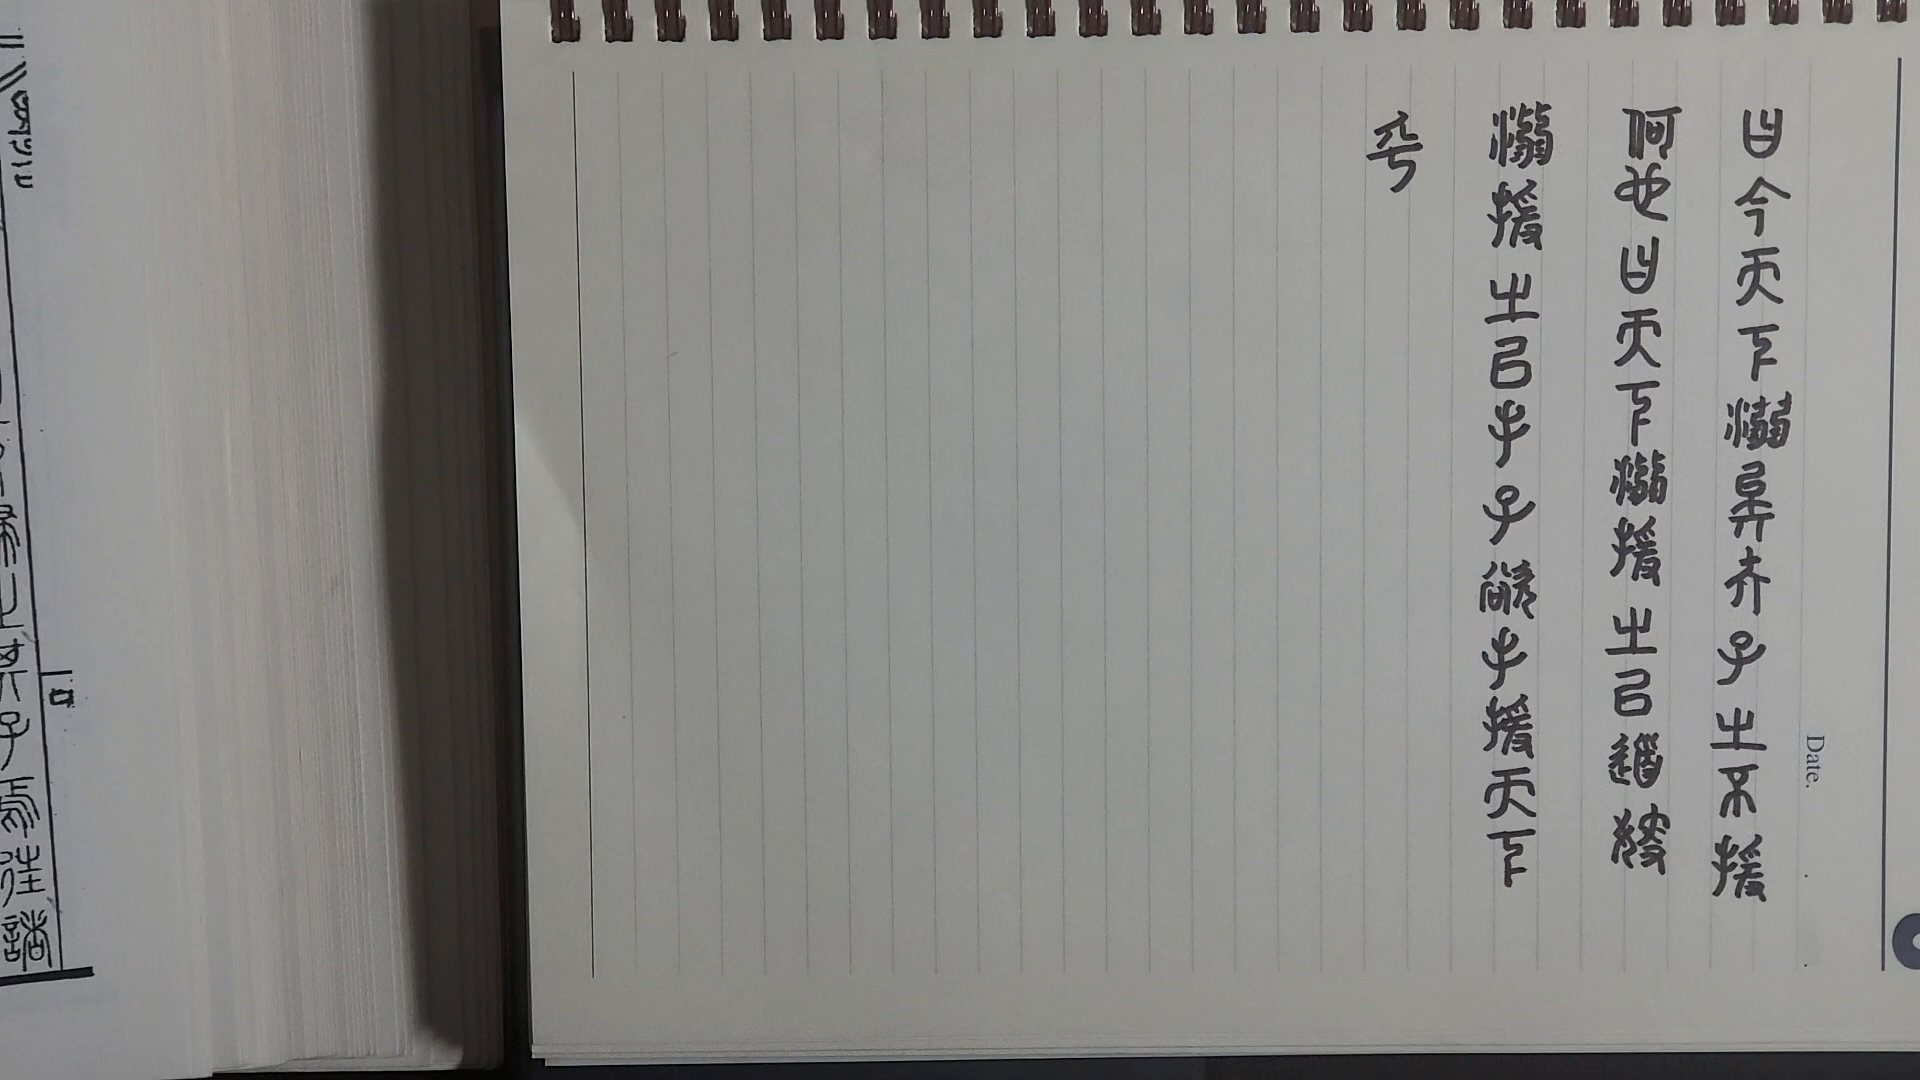 曰今天下溺矣夫子之不援
何也曰天下溺援之以道嫂
溺援之以手子欲手援天下
乎
Date.